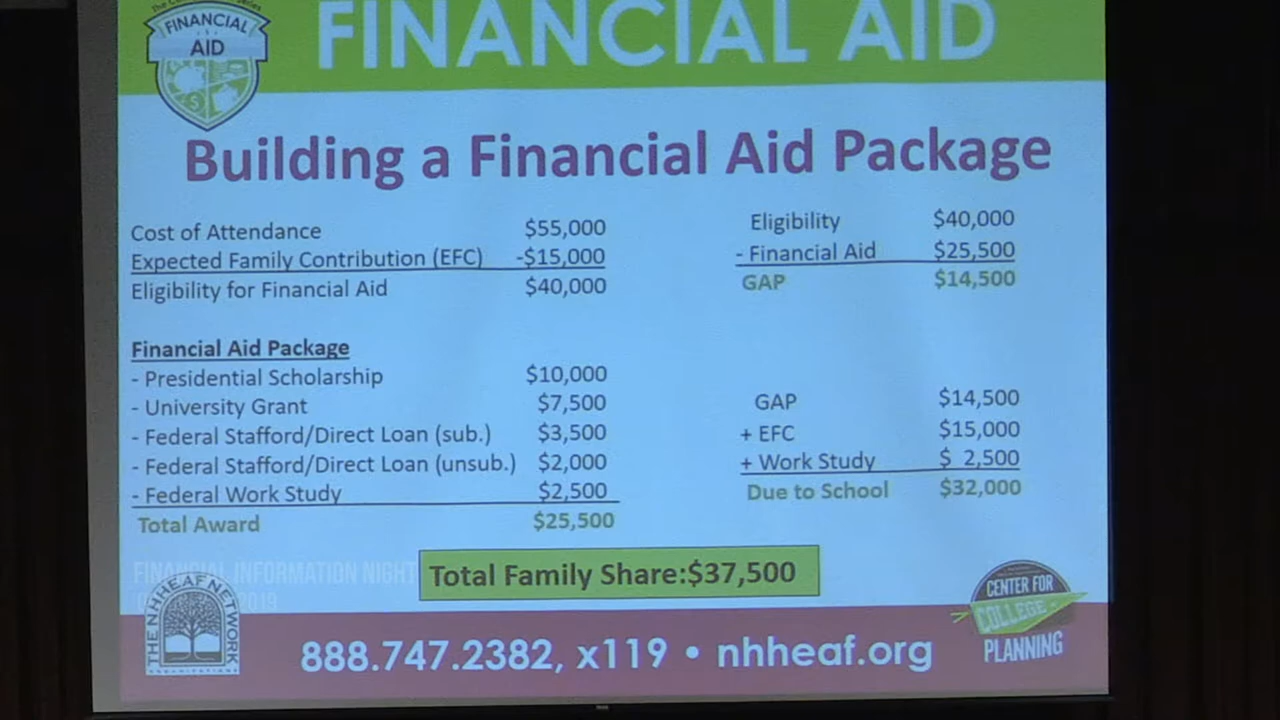 FINANCIAL AID
FINANCIAL
AID
Building a Financial Aid Package
Cost of Attendance $55,000
Expected Family Contribution (EFC) -$15,000
Eligibility for Financial Aid $40,000
Eligibility $40,000
- Financial Aid $25,500
GAP $14,500
Financial Aid Package
- Presidential Scholarship $10,000
- University Grant $7,500
- Federal Stafford/Direct Loan (sub.) $3,500
- Federal Stafford/Direct Loan (unsub.) $2,000
- Federal Work Study $2,500
Total Award $25,500
GAP $14,500
+ EFC $15,000
+ Work Study $ 2,500
Due to School $32,000
Total Family Share:$37,500
FINANCIAL INFORMATION NIGHT
2019
THE NHHEAF NETWORK
ORGANIZATIONS
888.747.2382, x119 • nhheaf.org
CENTER FOR
COLLEGE
PLANNING